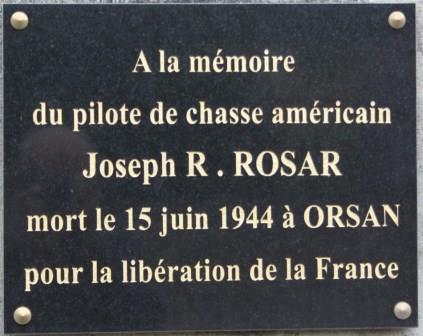 A la mémoire
du pilote de chasse américain
Joseph R . ROSAR
mort le 15 juin 1944 à ORSAN
pour la libération de la France